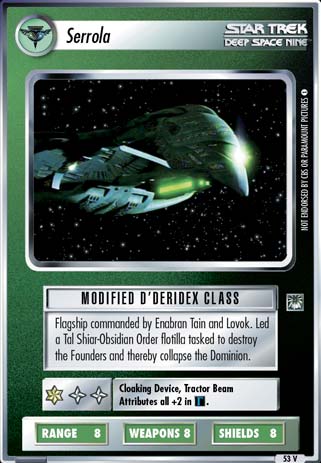 Serrola
STAR TREK
DEEP SPACE NINE
NOT ENDORSED BY CBS OR PARAMOUNT PICTURES
MODIFIED D'DERIDEX CLASS
Flagship commanded by Enabran Tain and Lovok. Led
a Tal Shiar-Obsidian Order flotilla tasked to destroy
the Founders and thereby collapse the Dominion.
Cloaking Device, Tractor Beam
Attributes all +2 in .
RANGE 8 WEAPONS 8 SHIELDS 8
53 V